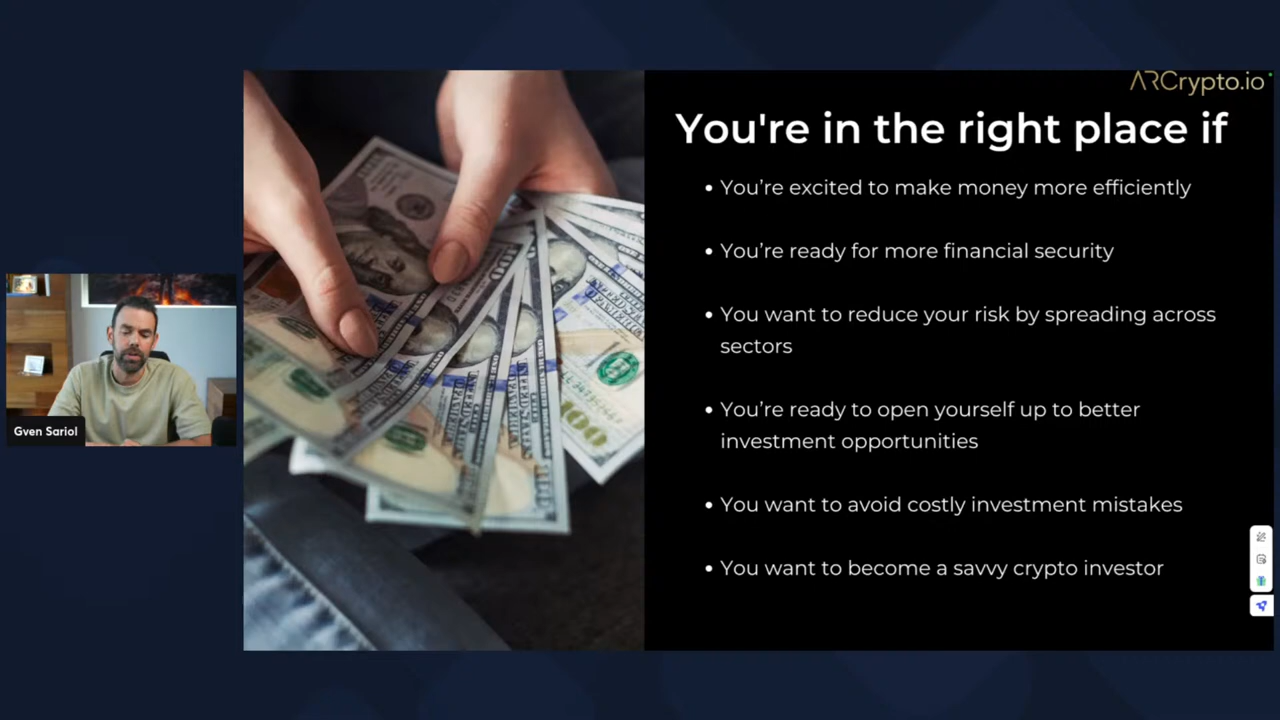 ARCrypto.io
You're in the right place if
• You're excited to make money more efficiently
• You're ready for more financial security
• You want to reduce your risk by spreading across
sectors
• You're ready to open yourself up to better
investment opportunities
• You want to avoid costly investment mistakes
• You want to become a savvy crypto investor
Gven Sariol
100